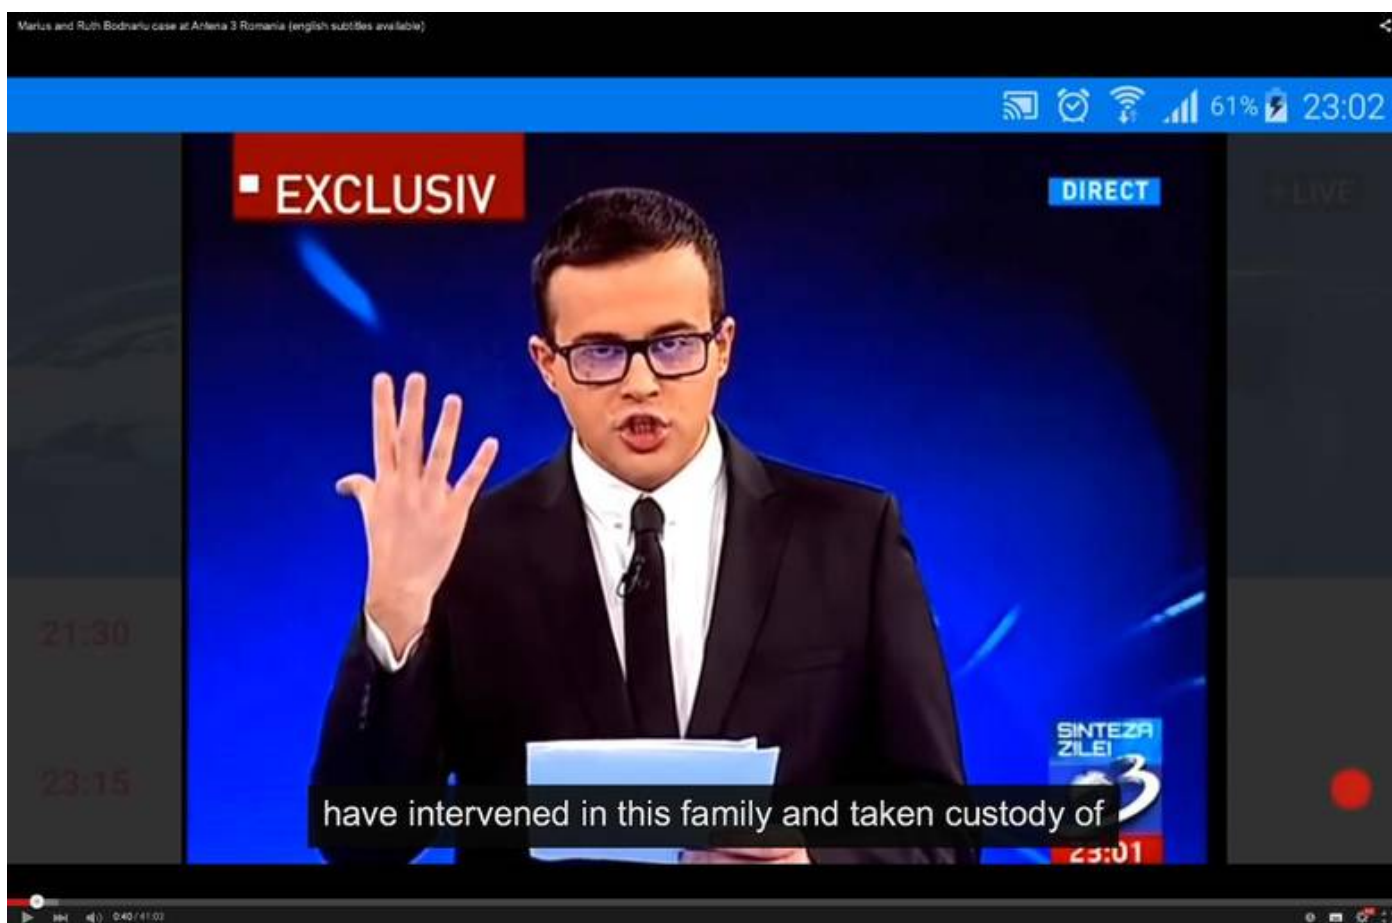 Marius and Ruth Bodnariu case at Antena 3 Romania (english subtitles available)
61% 23:02
EXCLUSIV
DIRECT
LIVE
21:30
SINTEZA
ZILEI
3
23:15
have intervened in this family and taken custody of
23:01
0:40 / 41:03